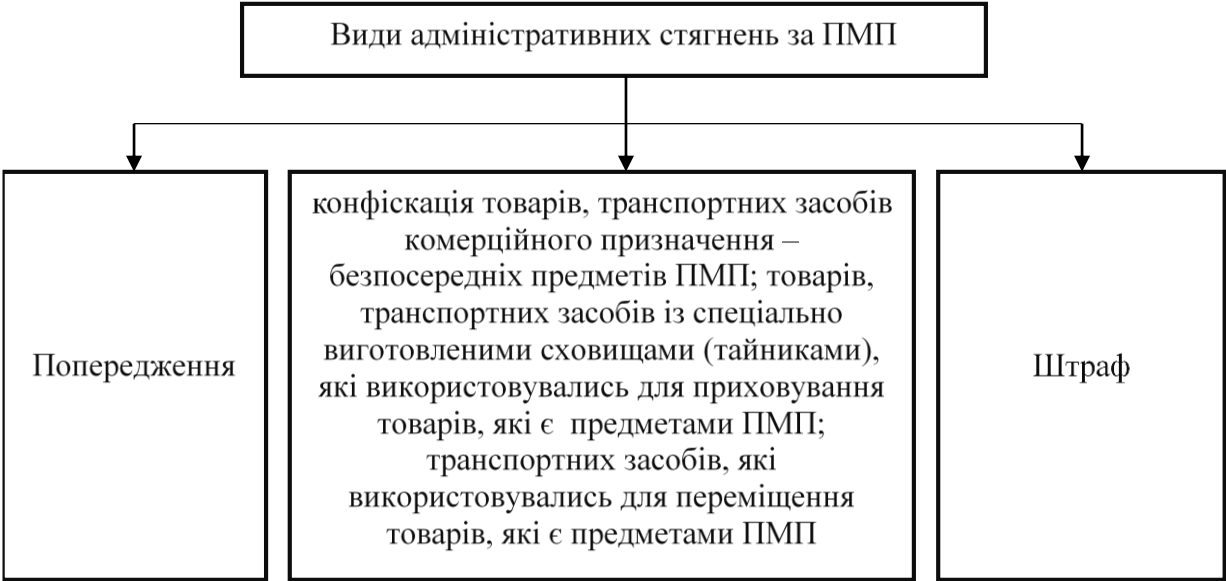 Види адміністративних стягнень за ПМП
Попередження
конфіскація товарів, транспортних засобів
комерційного призначення –
безпосередніх предметів ПМП; товарів,
транспортних засобів із спеціально
виготовленими сховищами (тайниками),
які використовувались для приховування
товарів, які є предметами ПМП;
транспортних засобів, які
використовувались для переміщення
товарів, які є предметами ПМП
Штраф